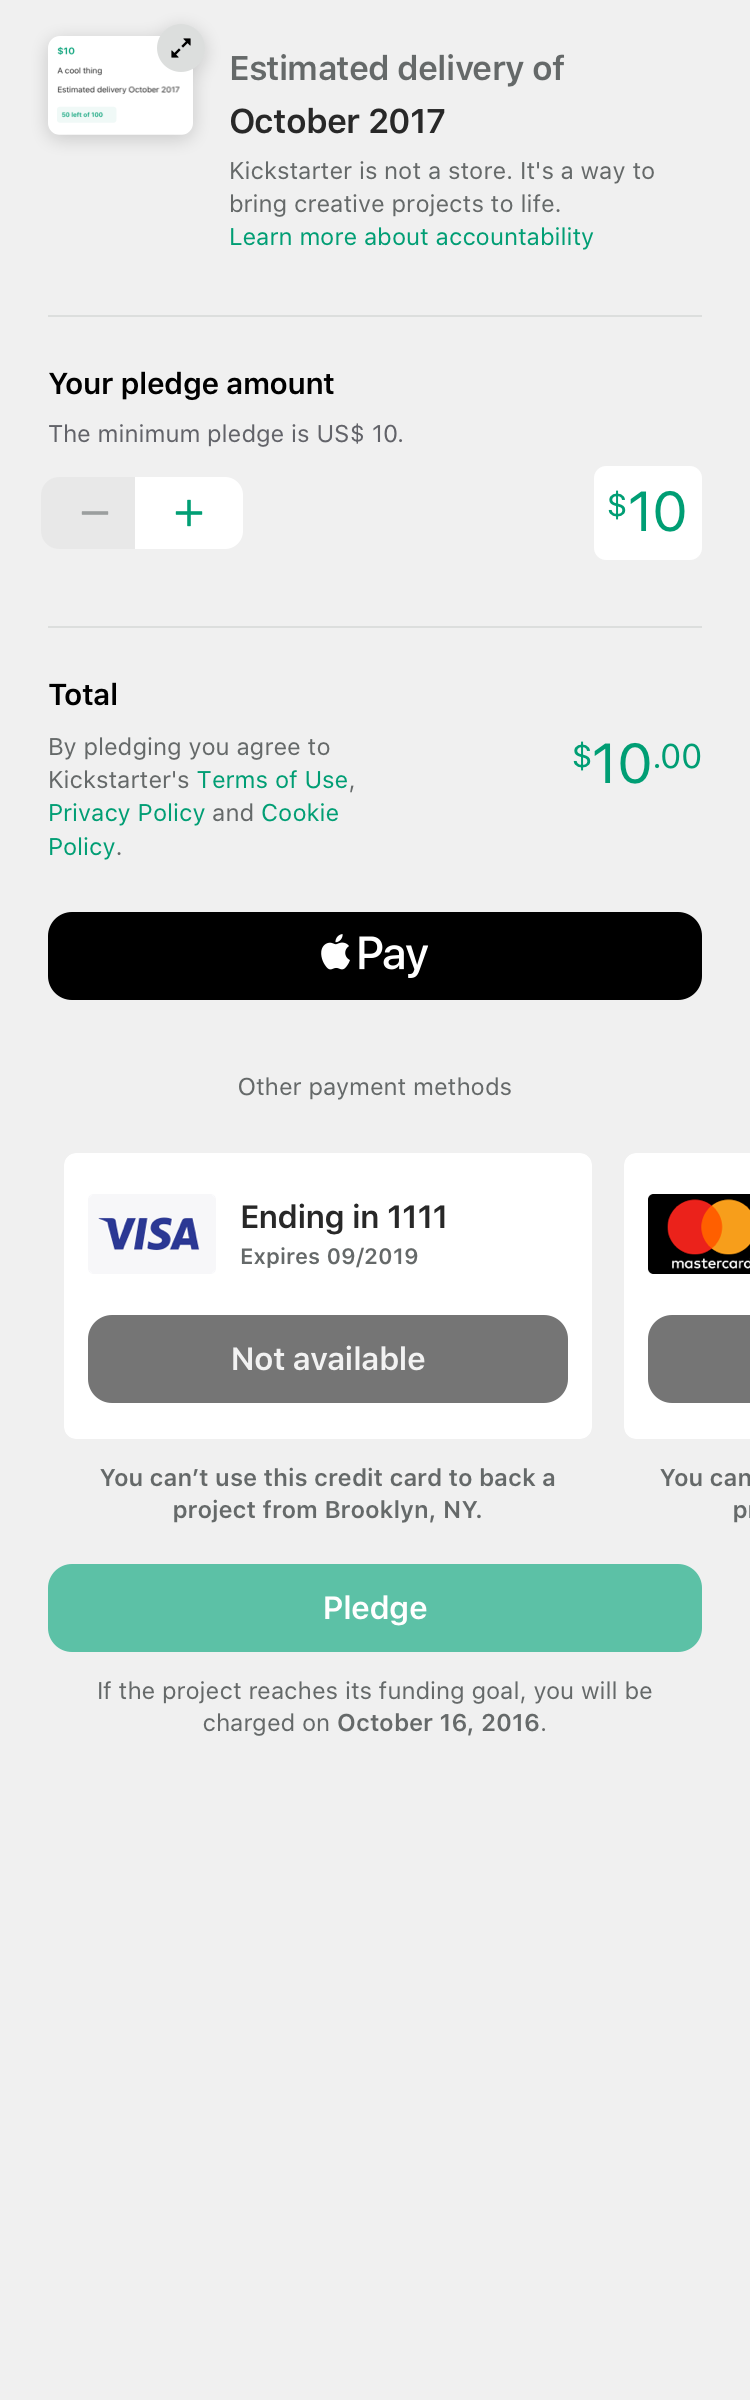 $10
A cool thing
Estimated delivery October 2017
50 left of 100
Estimated delivery of
October 2017
Kickstarter is not a store. It's a way to
bring creative projects to life.
Learn more about accountability
Your pledge amount
The minimum pledge is US$ 10.
$10
Total
By pledging you agree to
Kickstarter's Terms of Use,
Privacy Policy and Cookie
Policy.
$10.00
Pay
Other payment methods
VISA
Ending in 1111
Expires 09/2019
Not available
You can’t use this credit card to back a
project from Brooklyn, NY.
mastercard
You can
pr
Pledge
If the project reaches its funding goal, you will be
charged on October 16, 2016.